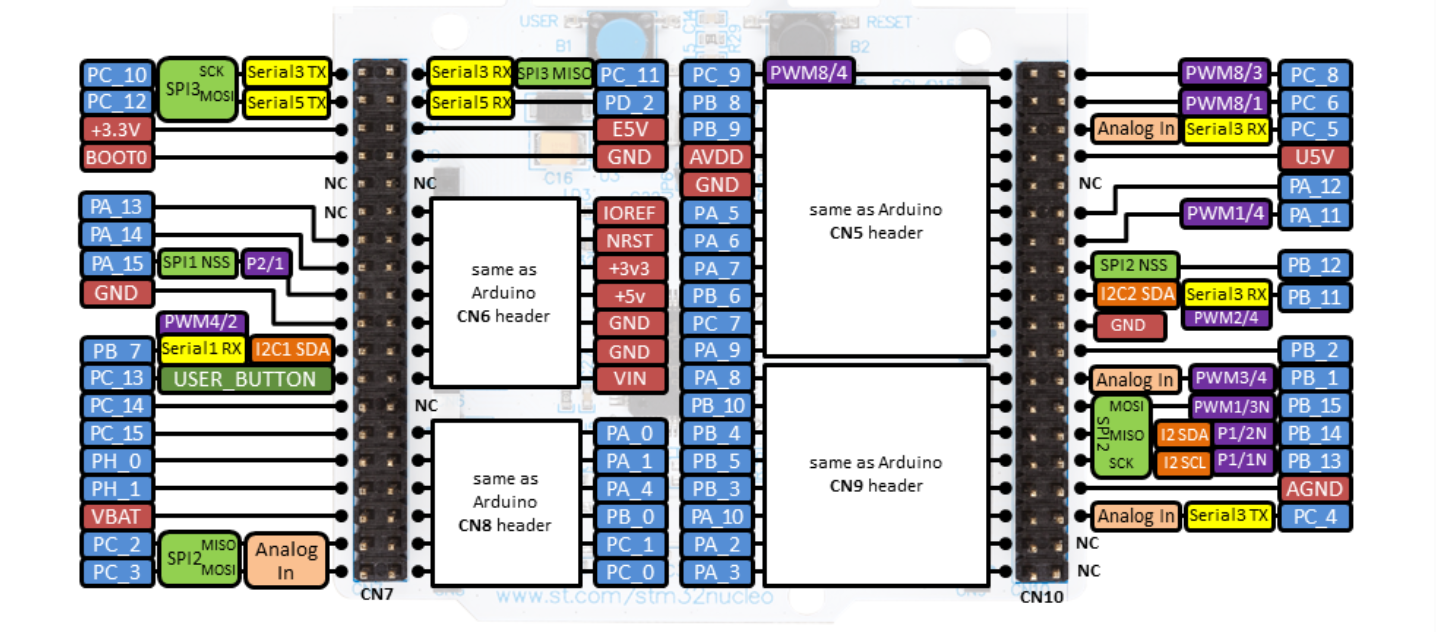 USER
B1
C14
R29
RESET
B2
PC_10 SPI3 SCK MOSI Serial3 TX
Serial3 RX SPI3 MISO PC_11
PC_9 PWM8/4
PWM8/3 PC_8
PC_12 Serial5 TX
Serial5 RX PD_2
PB_8
PWM8/1 PC_6
+3.3V
E5V
PB_9
Analog In Serial3 RX PC_5
BOOT0
GND
AVDD
U5V
C16
NC
NC
GND
NC
PA_12
PA_13
NC
IOREF
PA_5
PWM1/4 PA_11
PA_14
NRST
PA_6
PA_15 SPI1 NSS P2/1
+3v3
PA_7
SPI2 NSS PB_12
GND
+5v
PB_6
I2C2 SDA Serial3 RX PB_11
PWM2/4
PWM4/2
GND
PC_7
GND
PB_7 Serial1 RX I2C1 SDA
GND
PA_9
PB_2
PC_13 USER_BUTTON
VIN
PA_8
Analog In PWM3/4 PB_1
same as
Arduino
CN6 header
same as Arduino
CN5 header
PC_14
NC
PB_10
MOSI PWM1/3N PB_15
PC_15
PA_0
PB_4
SPI2 MISO I2 SDA P1/2N PB_14
PH_0
PA_1
PB_5
SCK I2 SCL P1/1N PB_13
PH_1
PA_4
PB_3
AGND
VBAT
PB_0
PA_10
Analog In Serial3 TX PC_4
PC_2 SPI2 MISO MOSI Analog
In
PC_1
PA_2
NC
PC_3
PC_0
PA_3
NC
same as
Arduino
CN8 header
same as Arduino
CN9 header
CN7
CN10
www.st.com/stm32nucleo